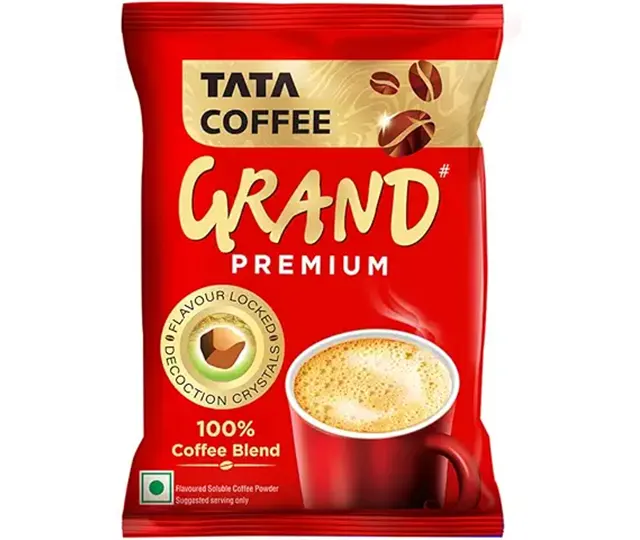 TATA
COFFEE
GRAND#
PREMIUM
FLAVOUR LOCKED
DECOCTION CRYSTALS
100%
Coffee Blend
Flavoured Soluble Coffee Powder
Suggested serving only